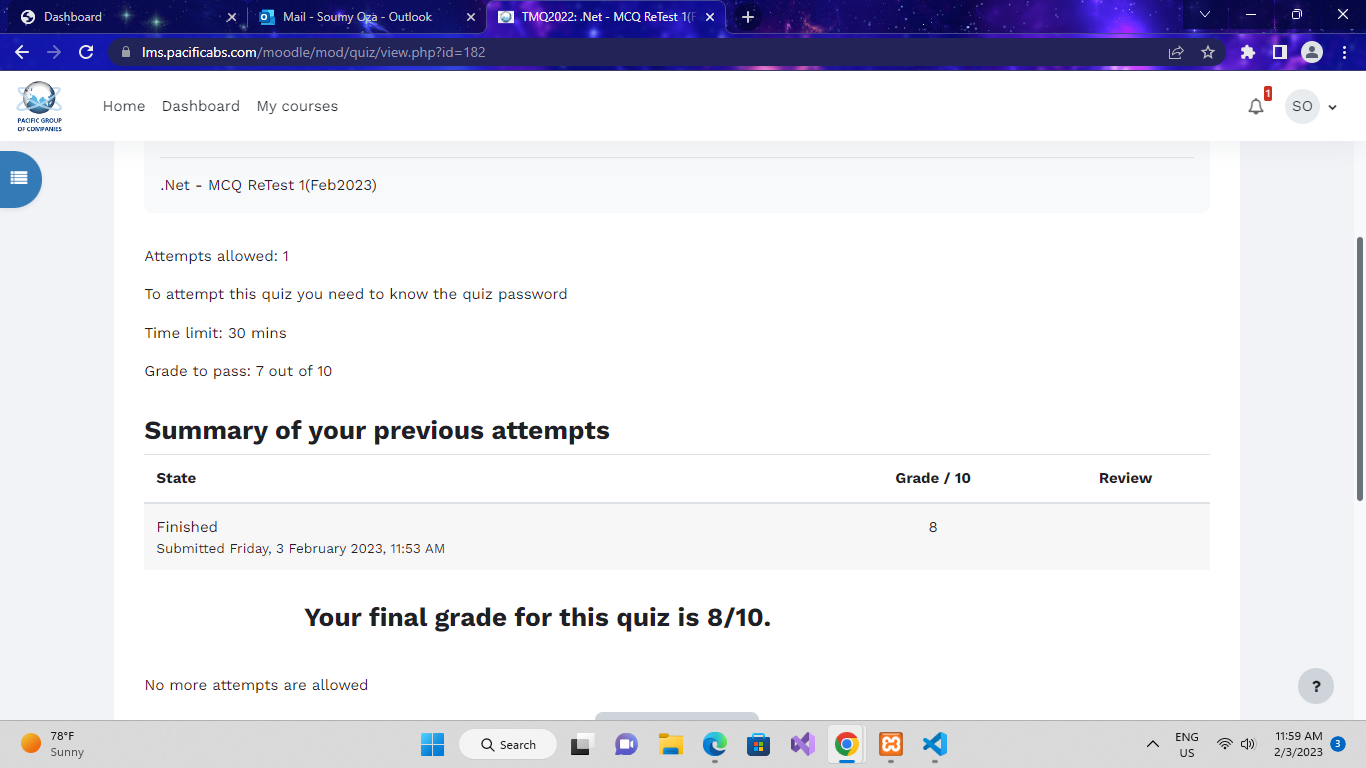 Dashboard
Mail - Soumy Oza - Outlook
TMQ2022: .Net - MCQ ReTest 1(F
lms.pacificabs.com/moodle/mod/quiz/view.php?id=182
PACIFIC GROUP
OF COMPANIES
Home Dashboard My courses
1
SO
.Net - MCQ ReTest 1(Feb2023)
Attempts allowed: 1
To attempt this quiz you need to know the quiz password
Time limit: 30 mins
Grade to pass: 7 out of 10
Summary of your previous attempts
State Grade / 10 Review
Finished 8
Submitted Friday, 3 February 2023, 11:53 AM
Your final grade for this quiz is 8/10.
No more attempts are allowed
?
78°F
Sunny
Search
ENG
US
11:59 AM
2/3/2023
3